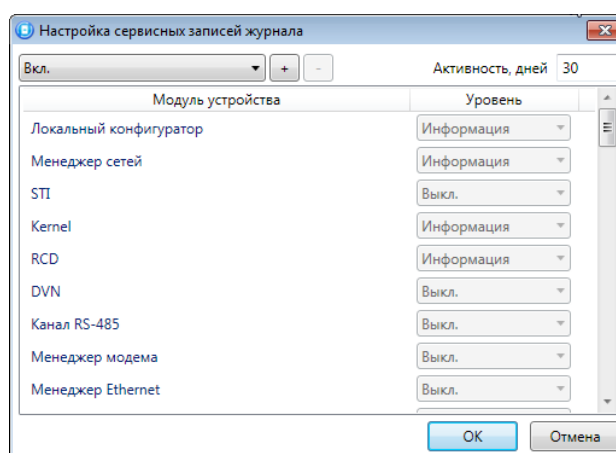 Настройка сервисных записей журнала
Вкл. + - Активность, дней 30
Модуль устройства Уровень
Локальный конфигуратор Информация
Менеджер сетей Информация
STI Выкл.
Kernel Информация
RCD Информация
DVN Выкл.
Канал RS-485 Выкл.
Менеджер модема Выкл.
Менеджер Ethernet Выкл.
OK Отмена